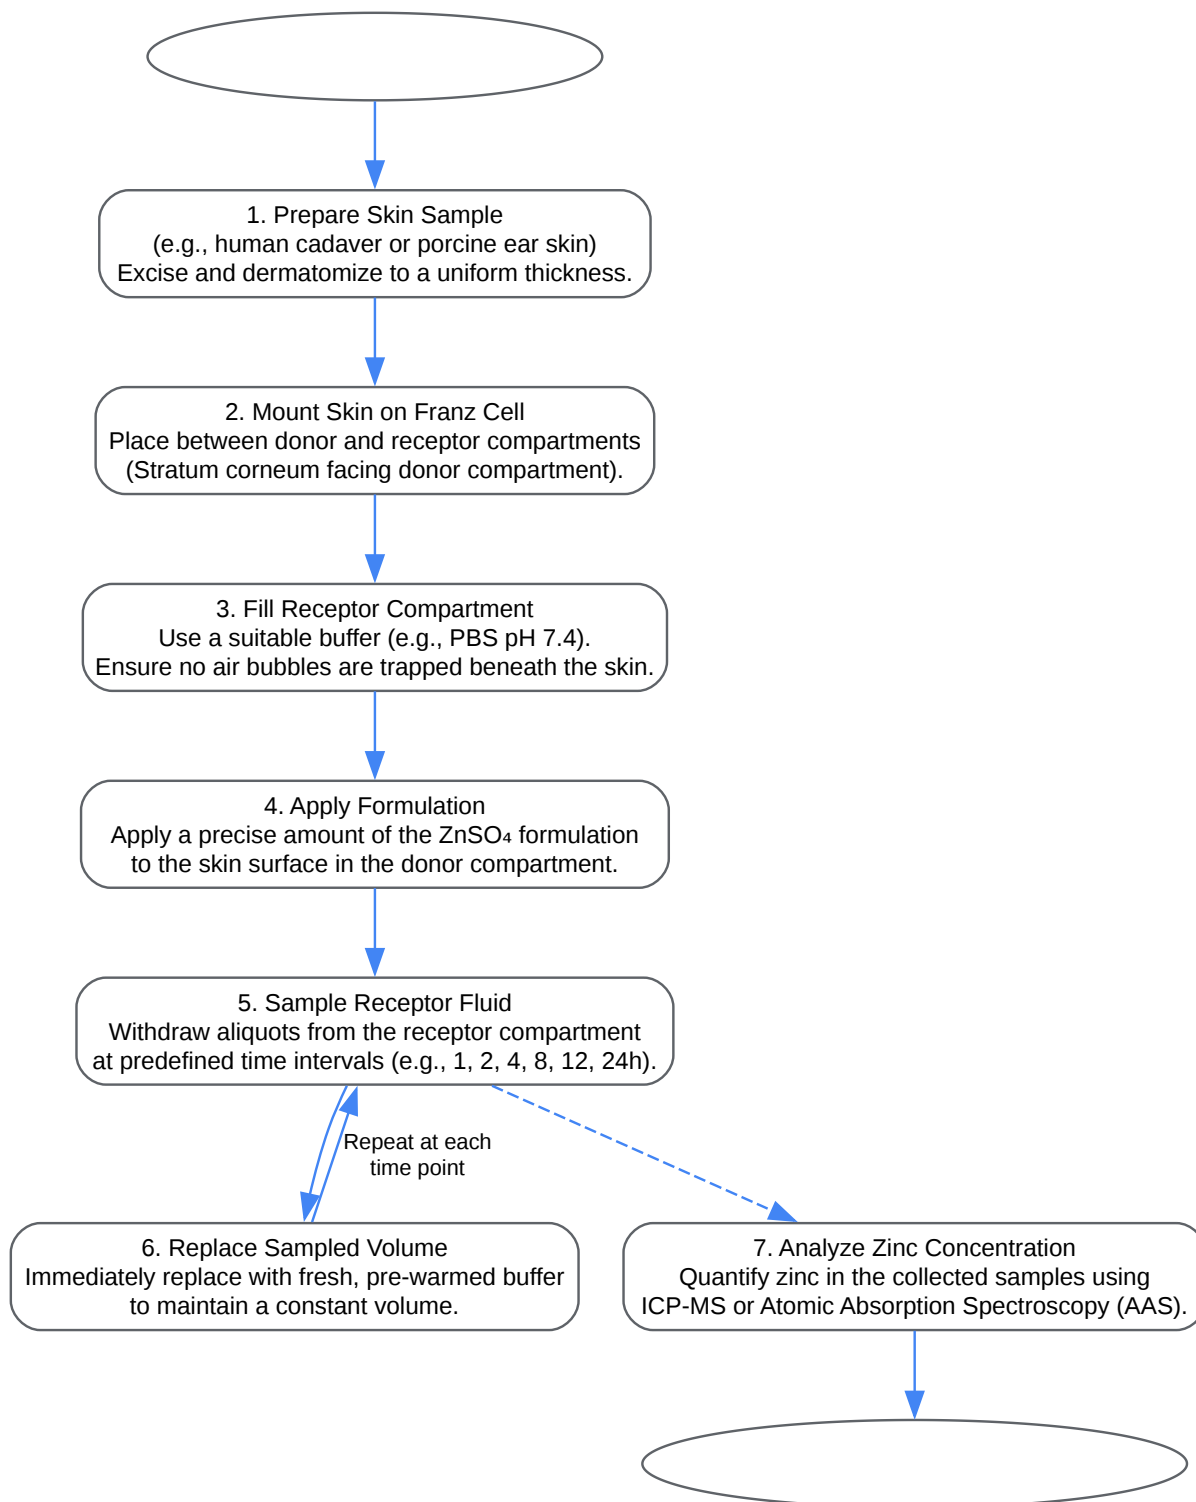 1. Prepare Skin Sample
(e.g., human cadaver or porcine ear skin)
Excise and dermatomize to a uniform thickness.
2. Mount Skin on Franz Cell
Place between donor and receptor compartments
(Stratum corneum facing donor compartment).
3. Fill Receptor Compartment
Use a suitable buffer (e.g., PBS pH 7.4).
Ensure no air bubbles are trapped beneath the skin.
4. Apply Formulation
Apply a precise amount of the ZnSO₄ formulation
to the skin surface in the donor compartment.
5. Sample Receptor Fluid
Withdraw aliquots from the receptor compartment
at predefined time intervals (e.g., 1, 2, 4, 8, 12, 24h).
Repeat at each
time point
6. Replace Sampled Volume
Immediately replace with fresh, pre-warmed buffer
to maintain a constant volume.
7. Analyze Zinc Concentration
Quantify zinc in the collected samples using
ICP-MS or Atomic Absorption Spectroscopy (AAS).